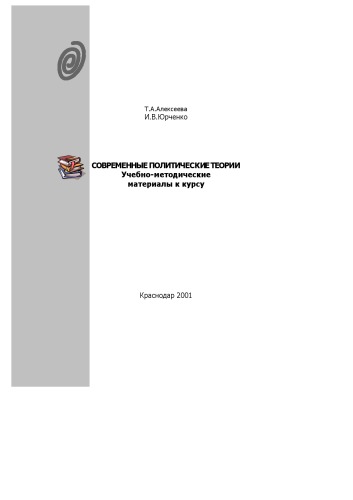 Т.А.Алексеева
И.В.Юрченко
СОВРЕМЕННЫЕ ПОЛИТИЧЕСКИЕ ТЕОРИИ
Учебно-методические
материалы к курсу
Краснодар 2001